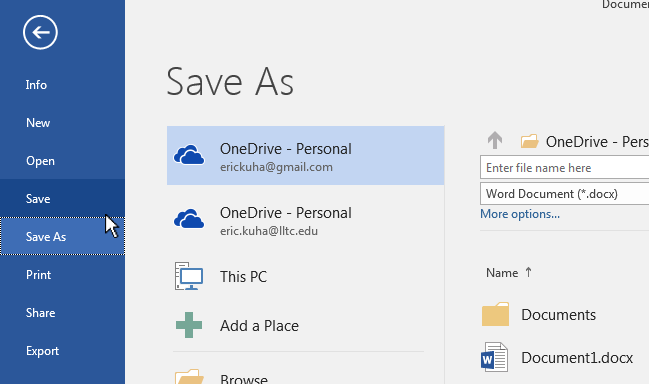 Documen
Info
New
Open
Save
Save As
Print
Share
Export
Save As
OneDrive - Personal
erickuha@gmail.com
OneDrive - Personal
eric.kuha@lltc.edu
This PC
Add a Place
Browse
OneDrive - Pers
Enter file name here
Word Document (*.docx)
More options...
Name ↑
Documents
Document1.docx